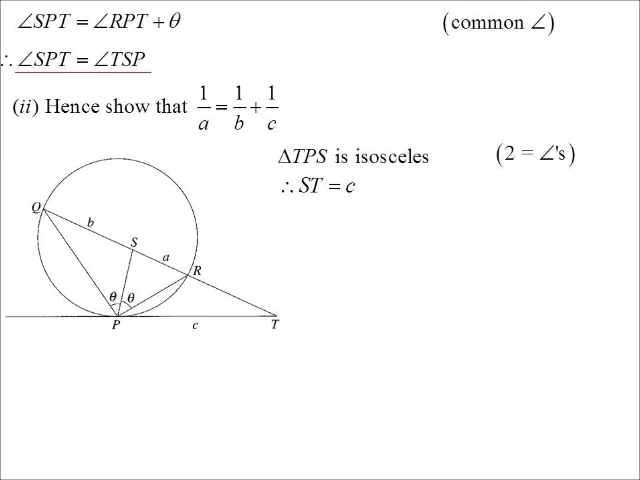 ∠SPT = ∠RPT + θ (common ∠)
∴ ∠SPT = ∠TSP
(ii) Hence show that 1/a = 1/b + 1/c
ΔTPS is isosceles (2 = ∠'s)
∴ ST = c
Q
b
S
a
R
θ θ
P c T